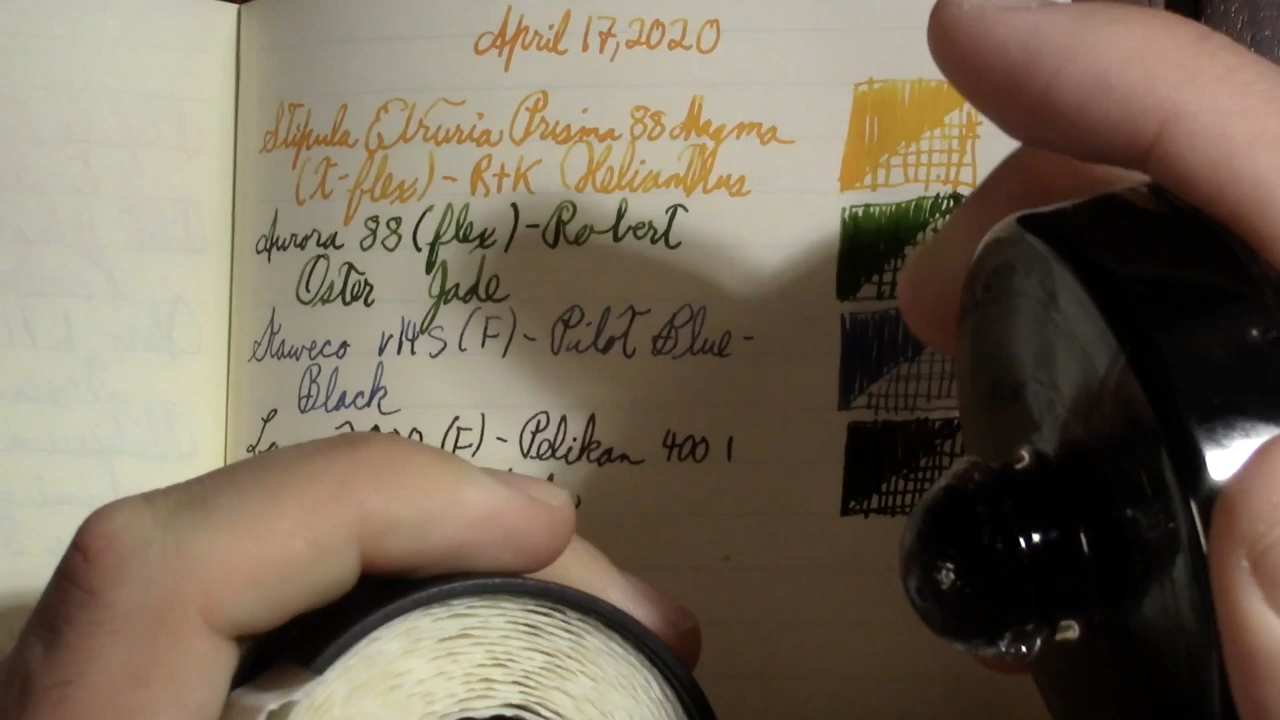 April 17, 2020
Stipula Etruria Prisma 88 Magma
(T-flex) - R+K Helianthus
Aurora 88 (flex) - Robert
Oster Jade
Kaweco v14s (F) - Pilot Blue-
Black
(F) - Pelikan 4001